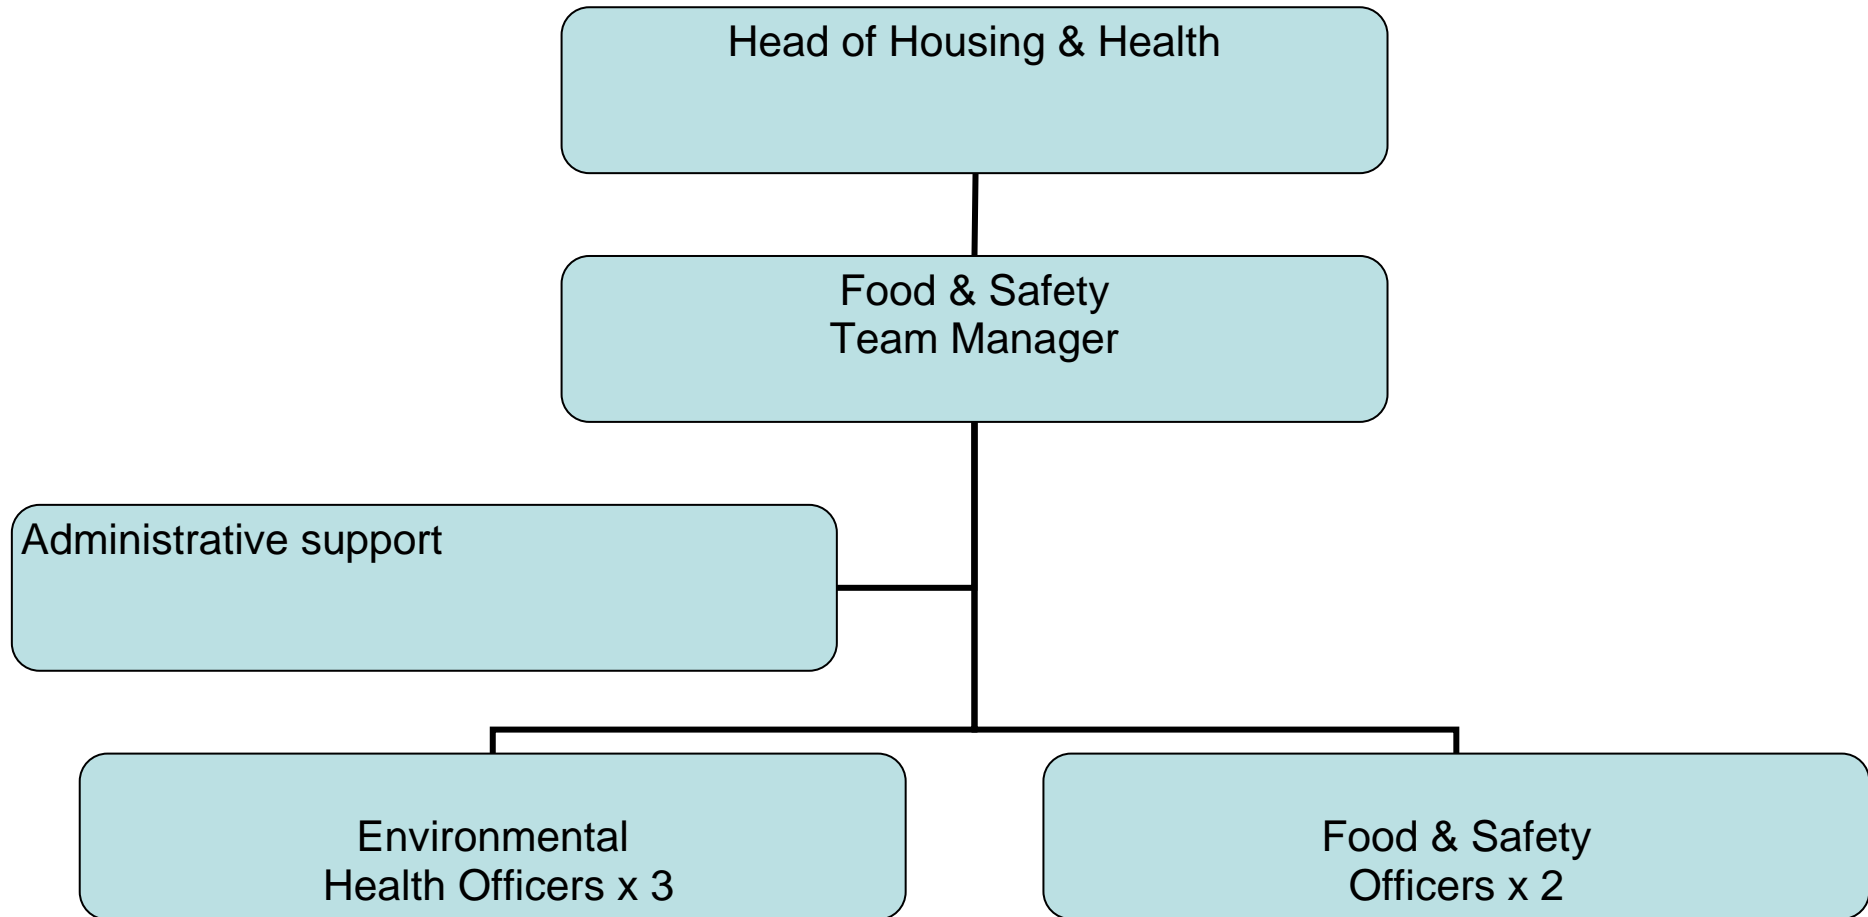 Head of Housing & Health
Food & Safety
Team Manager
Administrative support
Environmental
Health Officers x 3
Food & Safety
Officers x 2